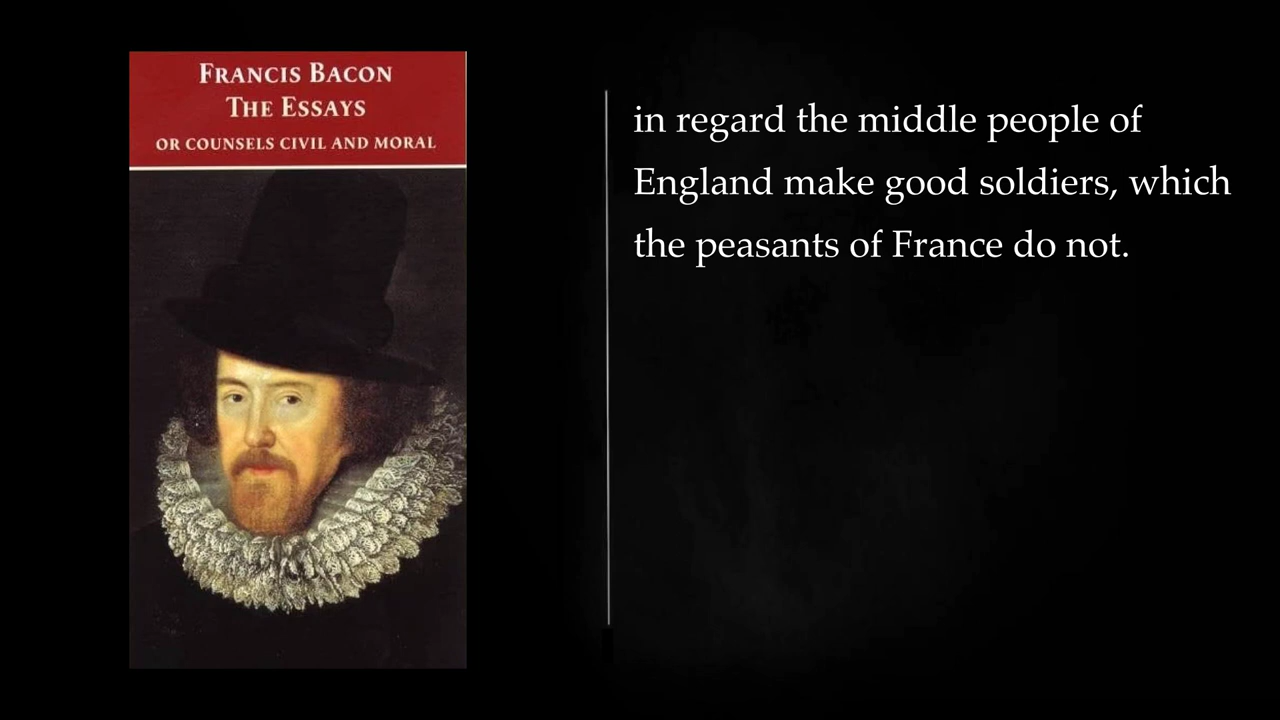 FRANCIS BACON
THE ESSAYS
OR COUNSELS CIVIL AND MORAL
in regard the middle people of
England make good soldiers, which
the peasants of France do not.